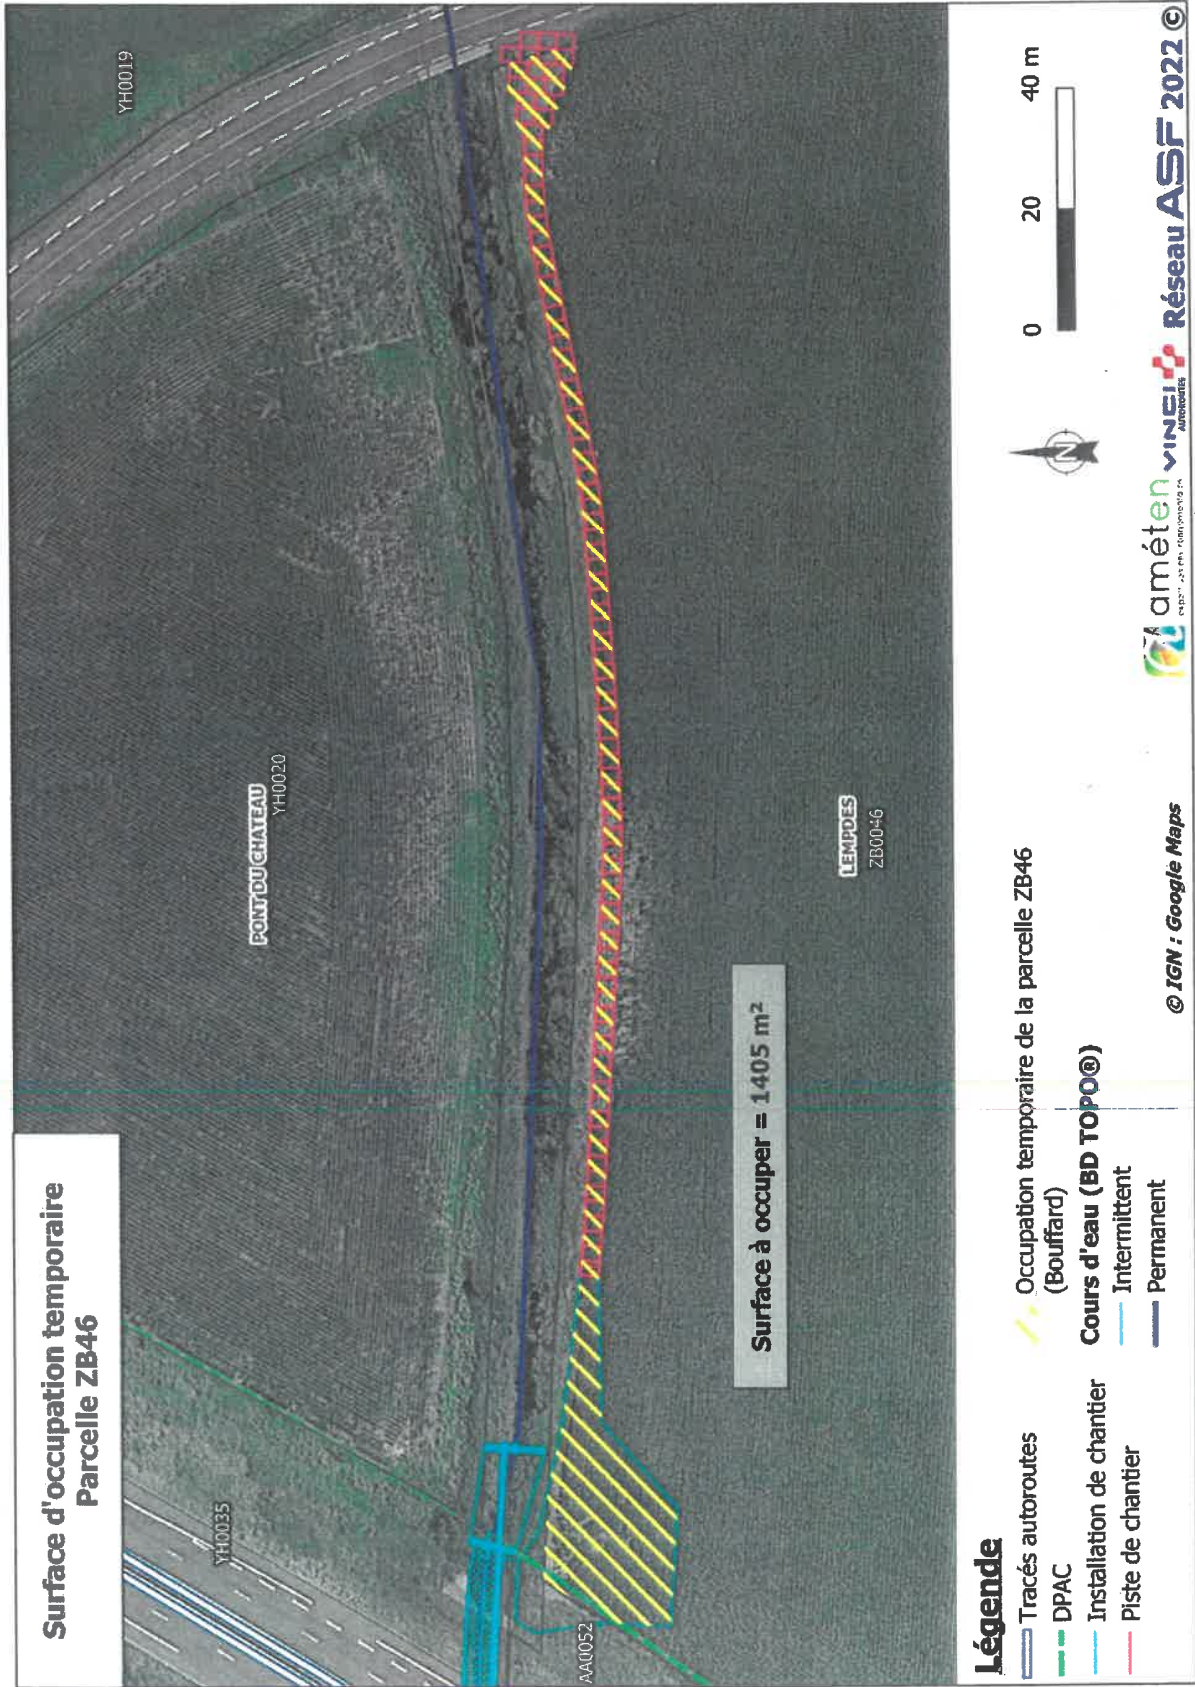 Surface d'occupation temporaire
Parcelle ZB46
YH0019
PONT DU CHATEAU
YH0020
YH0035
AA0052
Surface à occuper = 1405 m²
LEMPDES
ZB0046
Légende
Tracés autoroutes
DPAC
Installation de chantier
Piste de chantier
Occupation temporaire de la parcelle ZB46
(Bouffard)
Cours d'eau (BD TOPO®)
Intermittent
Permanent
N
0 20 40 m
© IGN : Google Maps
améten
VINCI
AUTOROUTES
Réseau ASF 2022 ©